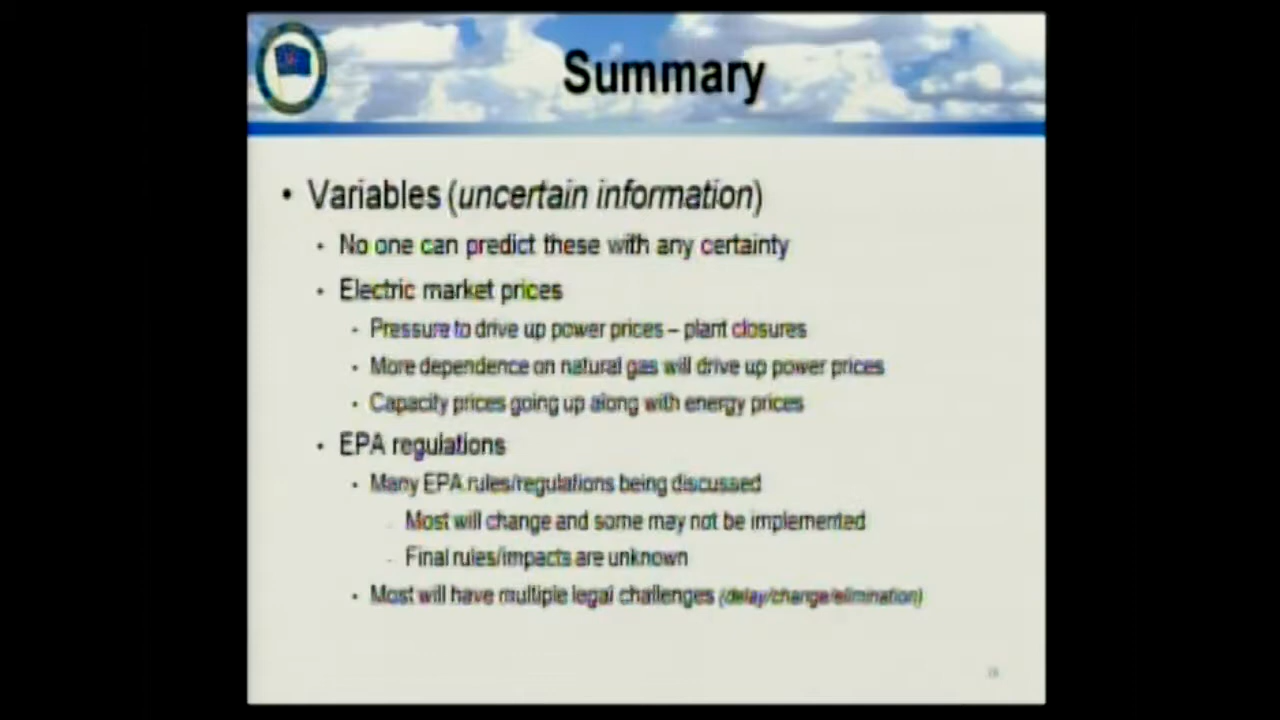 Summary
• Variables (uncertain information)
• No one can predict these with any certainty
• Electric market prices
• Pressure to drive up power prices – plant closures
• More dependence on natural gas will drive up power prices
• Capacity prices going up along with energy prices
• EPA regulations
• Many EPA rules/regulations being discussed
- Most will change and some may not be implemented
- Final rules/impacts are unknown
• Most will have multiple legal challenges (delay/change/elimination)